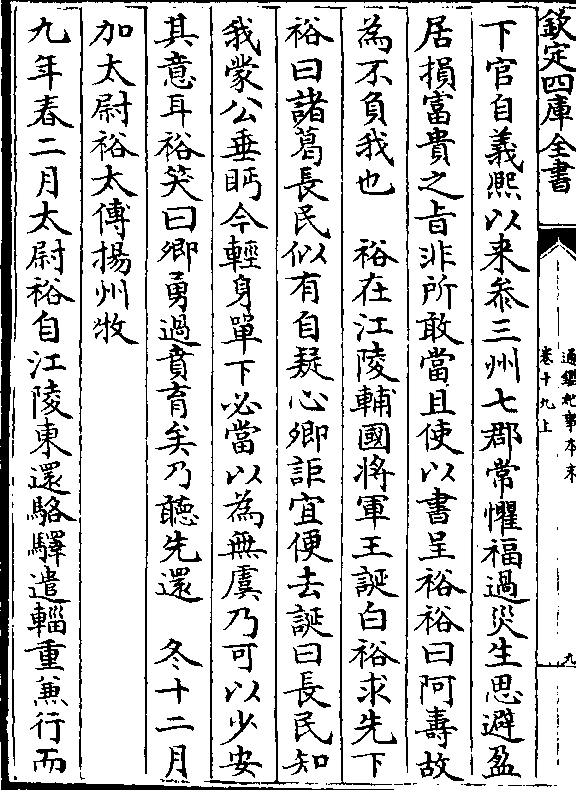 欽定四庫全書
通鑑紀事本末
卷十九上
九
下官自義熙以来叅三州七郡常懼福過災生思避盈
居損富貴之㫖非所敢當且使以書呈裕裕曰阿壽故
為不負我也　裕在江陵輔國將軍王誕白裕求先下
裕曰諸葛長民似有自疑心卿詎宜便去誕曰長民知
我蒙公垂眄今輕身單下必當以為無虞乃可以少安
其意耳裕笑曰卿勇過賁育矣乃聽先還　冬十二月
加太尉裕太傅揚州牧
九年春二月太尉裕自江陵東還駱驛遣輜重兼行而